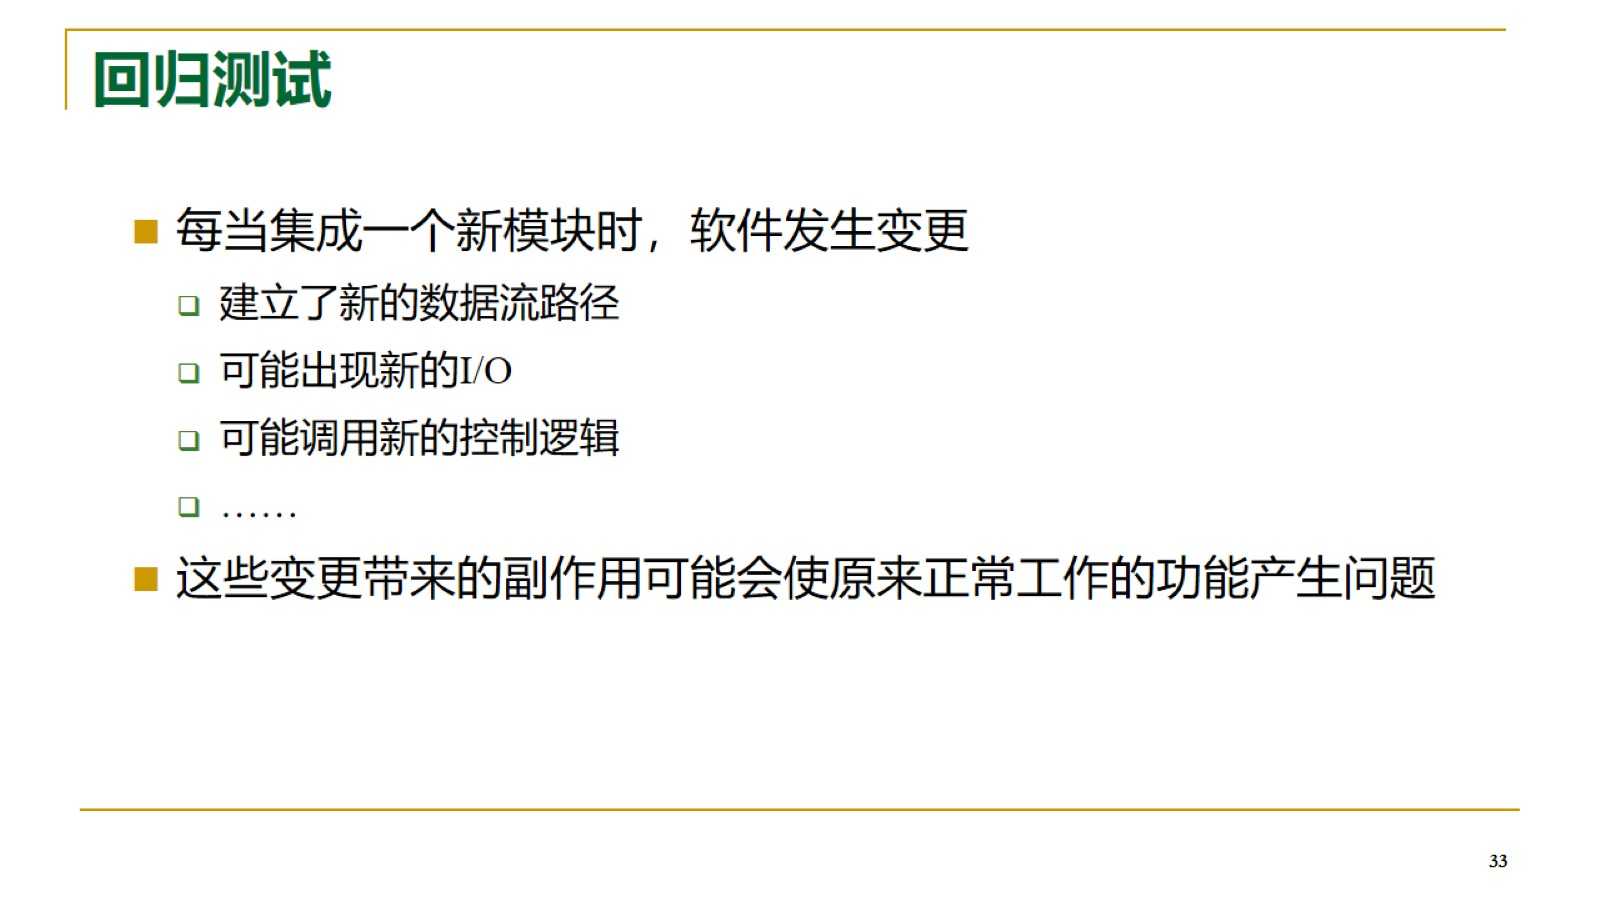 回归测试
每当集成一个新模块时，软件发生变更
建立了新的数据流路径
可能出现新的I/O
可能调用新的控制逻辑
……
这些变更带来的副作用可能会使原来正常工作的功能产生问题
33